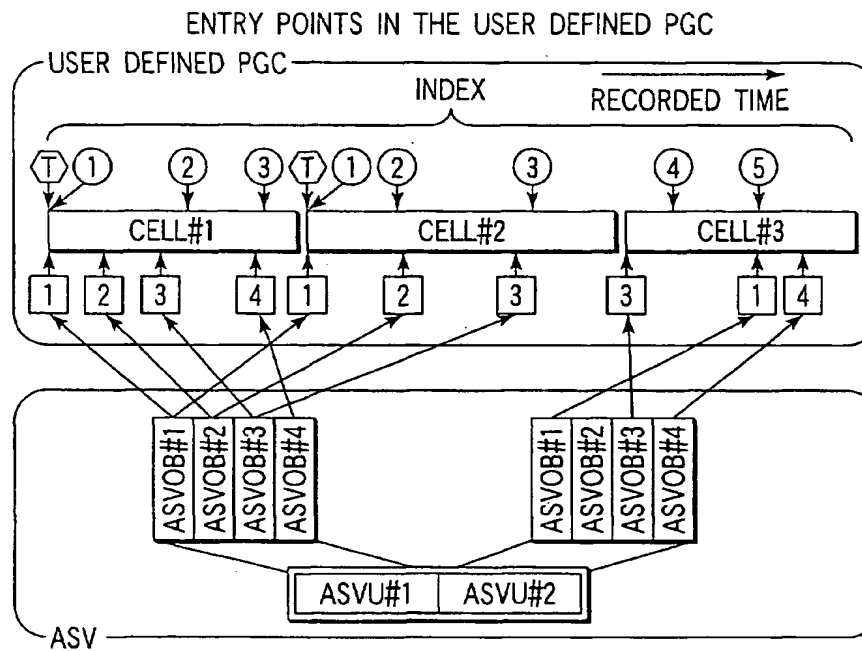 ENTRY POINTS IN THE USER DEFINED PGC
USER DEFINED PGC
INDEX
RECORDED TIME
T 1 2 3 T 1 2 3 4 5
CELL#1 CELL#2 CELL#3
1 2 3 4 1 2 3 3 1 4
ASVOB#1 ASVOB#2 ASVOB#3 ASVOB#4 ASVOB#1 ASVOB#2 ASVOB#3 ASVOB#4
ASVU#1 ASVU#2
ASV